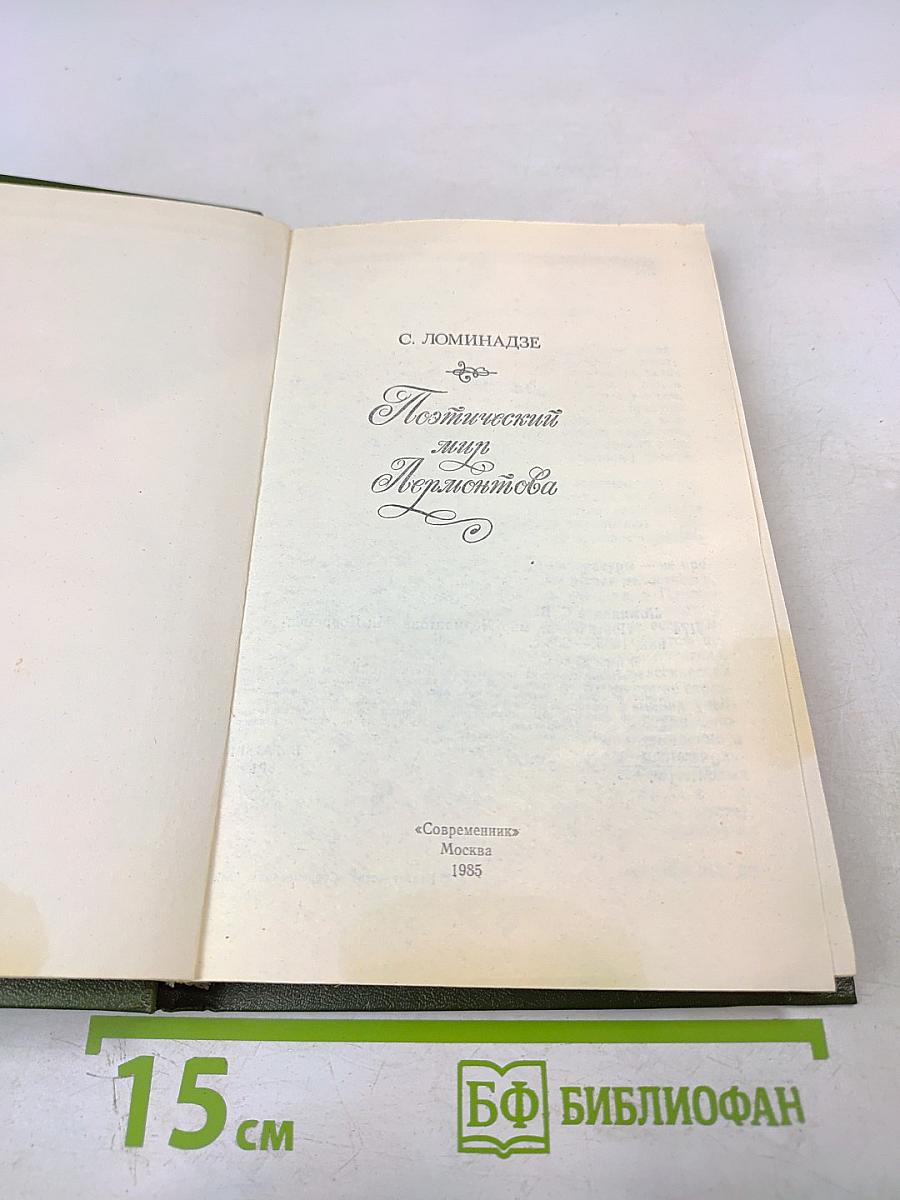 С. ЛОМИНАДЗЕ
Поэтический
мир
Лермонтова
«Современник»
Москва
1985
15 см
БФ БИБЛИОФАН